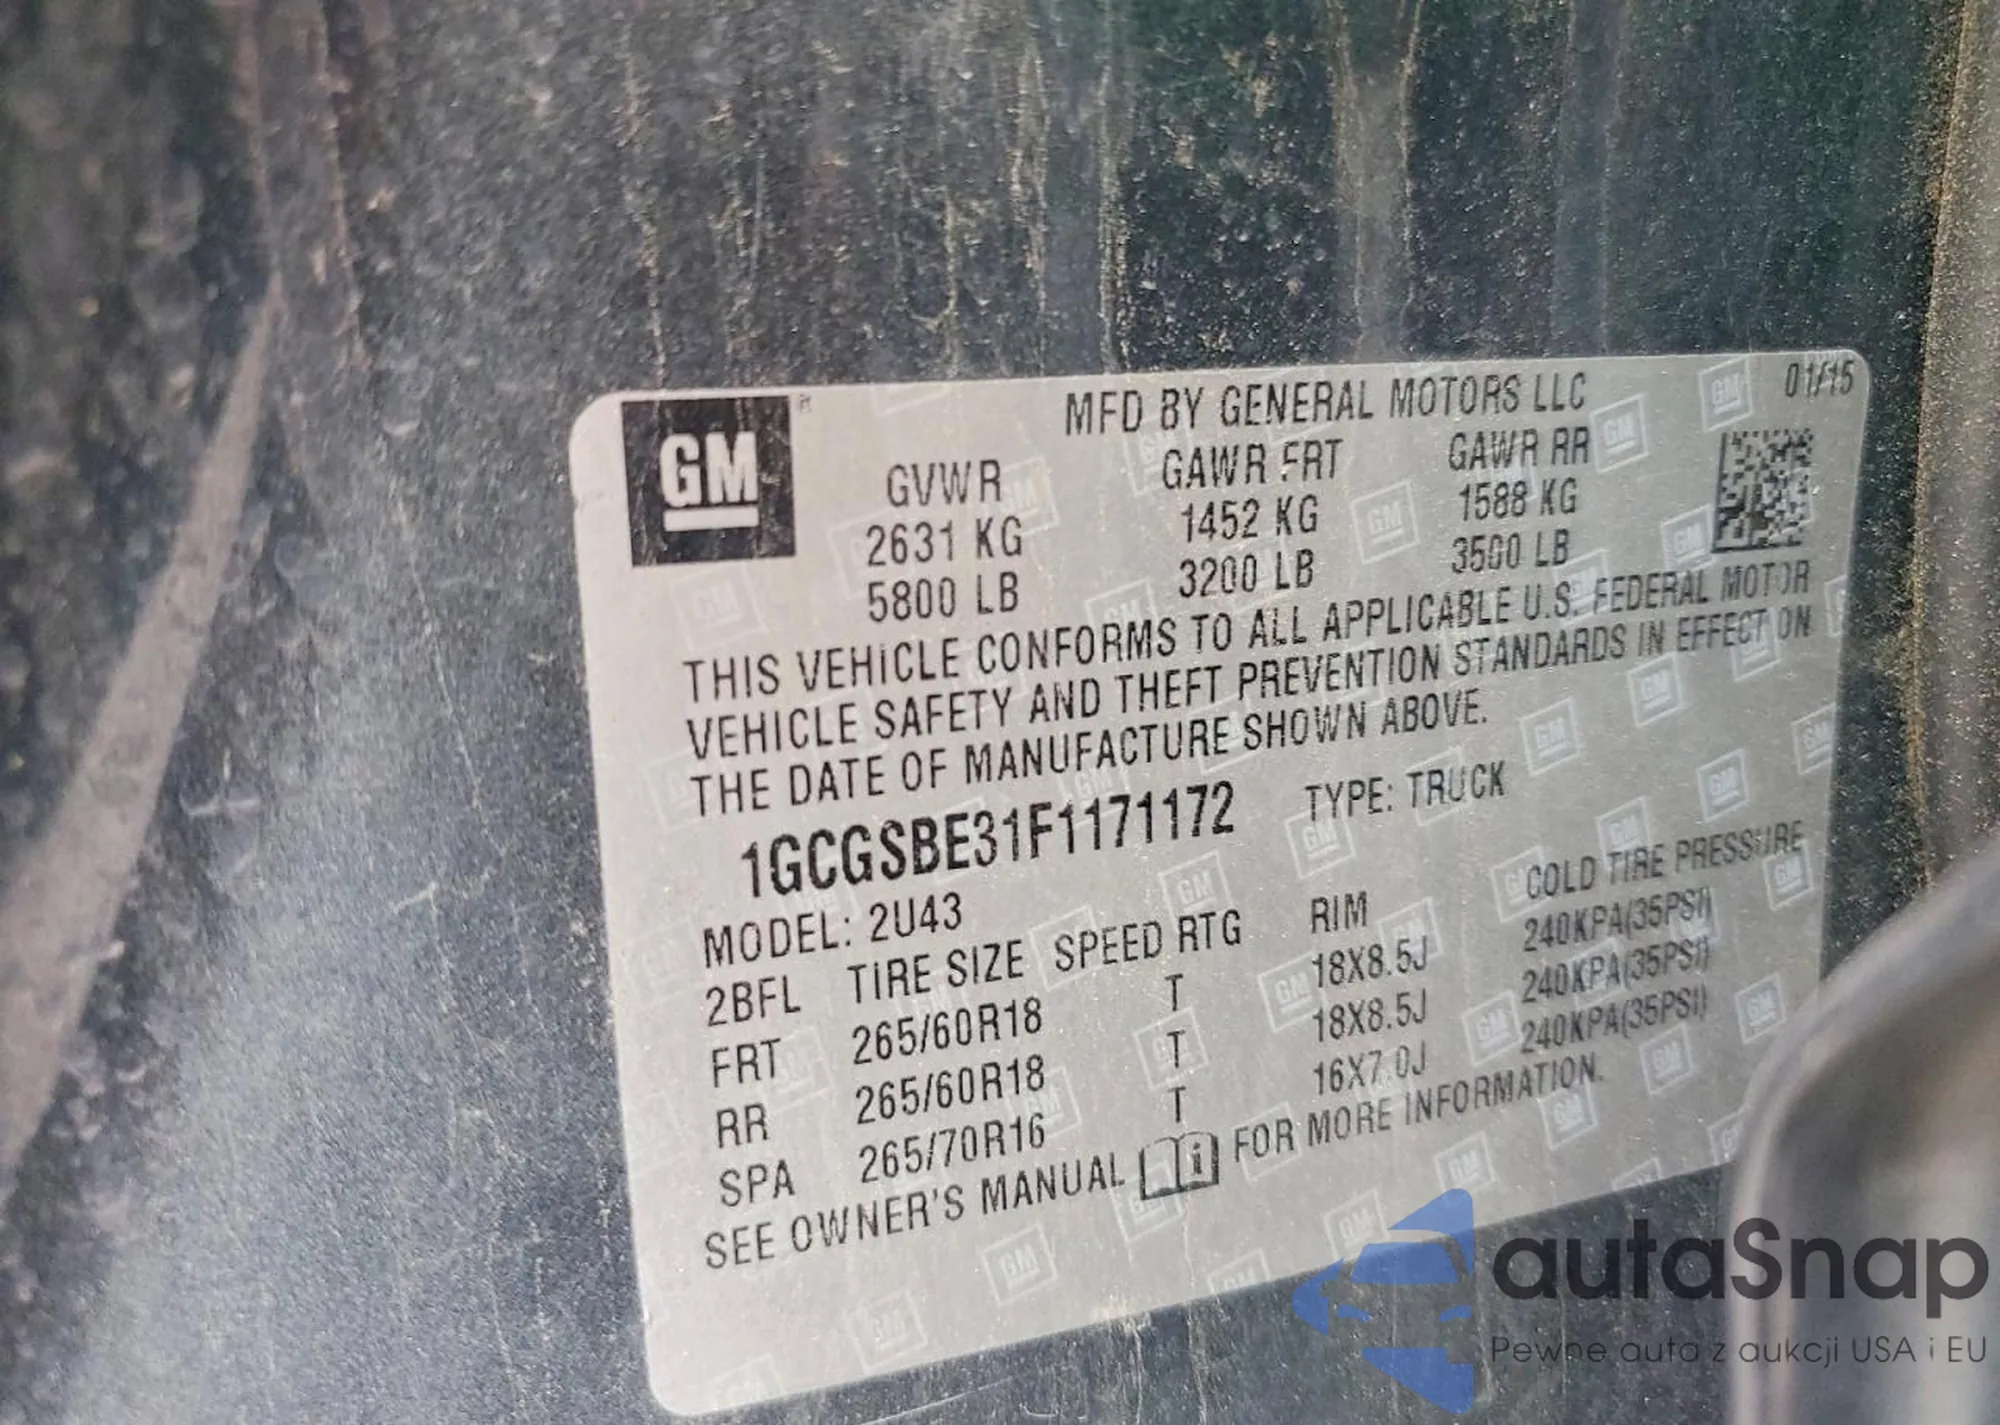 GM
MFD BY GENERAL MOTORS LLC 01/15
GVWR GAWR FRT GAWR RR
2631 KG 1452 KG 1588 KG
5800 LB 3200 LB 3500 LB
THIS VEHICLE CONFORMS TO ALL APPLICABLE U.S. FEDERAL MOTOR
VEHICLE SAFETY AND THEFT PREVENTION STANDARDS IN EFFECT ON
THE DATE OF MANUFACTURE SHOWN ABOVE.
1GCGSBE31F1171172 TYPE: TRUCK
MODEL: 2U43
2BFL TIRE SIZE SPEED RTG RIM COLD TIRE PRESSURE
FRT 265/60R18 T 18X8.5J 240KPA(35PSI)
RR 265/60R18 T 18X8.5J 240KPA(35PSI)
SPA 265/70R16 T 16X7.0J 240KPA(35PSI)
SEE OWNER'S MANUAL i FOR MORE INFORMATION.
autaSnap
Pewne auta z aukcji USA i EU